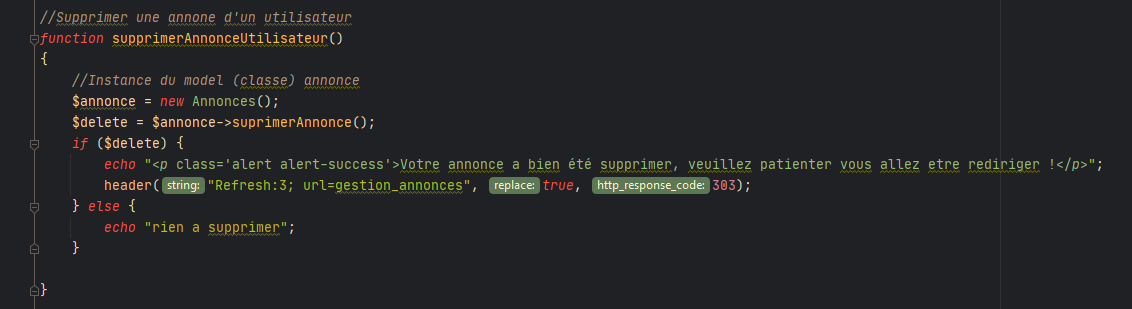 //Supprimer une annone d'un utilisateur
function supprimerAnnonceUtilisateur()
{
//Instance du model (classe) annonce
$annonce = new Annonces();
$delete = $annonce->suprimerAnnonce();
if ($delete) {
echo "<p class='alert alert-success'>Votre annonce a bien été supprimer, veuillez patienter vous allez etre rediriger !</p>";
header( string: "Refresh:3; url=gestion_annonces", replace: true, http_response_code: 303);
} else {
echo "rien a supprimer";
}
}